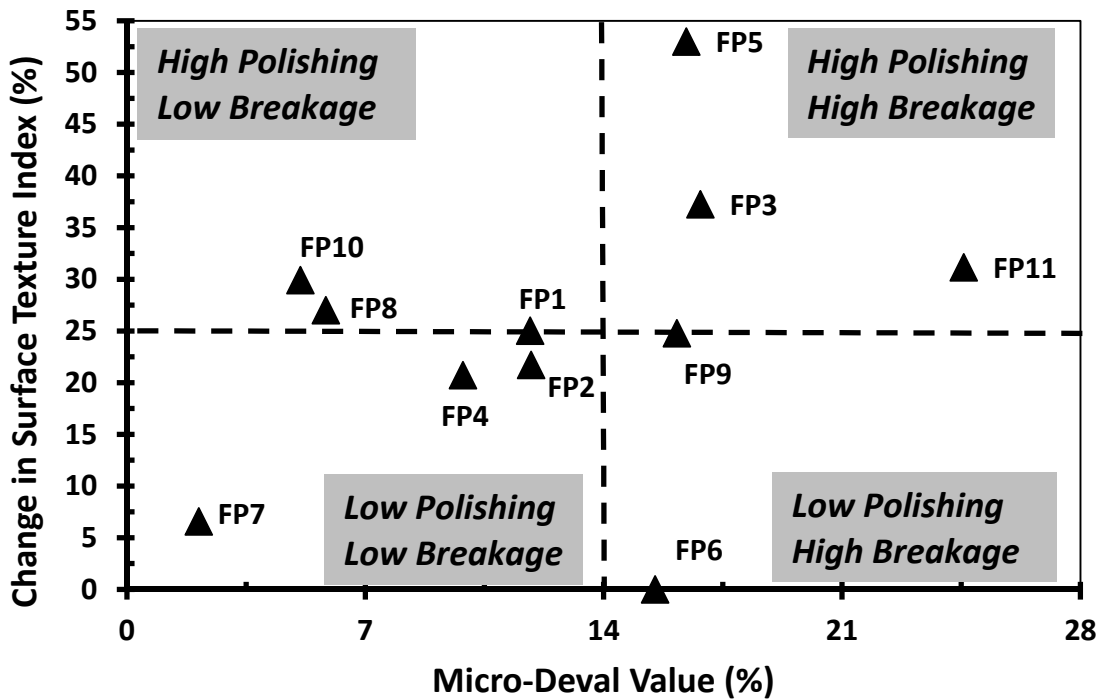 Change in Surface Texture Index (%)
55
50
45
40
35
30
25
20
15
10
5
0
High Polishing
Low Breakage
High Polishing
High Breakage
FP5
FP3
FP10
FP11
FP8
FP1
FP9
FP2
FP4
FP7
Low Polishing
Low Breakage
Low Polishing
High Breakage
FP6
0
7
14
21
28
Micro-Deval Value (%)